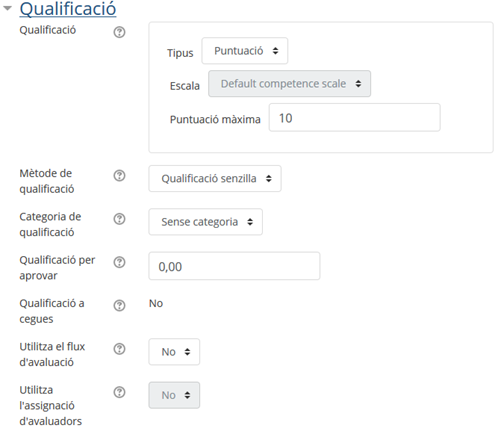 Qualificació
Qualificació
Tipus Puntuació
Escala Default competence scale
Puntuació màxima 10
Mètode de
qualificació
Qualificació senzilla
Categoria de
qualificació
Sense categoria
Qualificació per
aprovar
0,00
Qualificació a
cegues
No
Utilitza el flux
d'avaluació
No
Utilitza
l'assignació
d'avaluadors
No